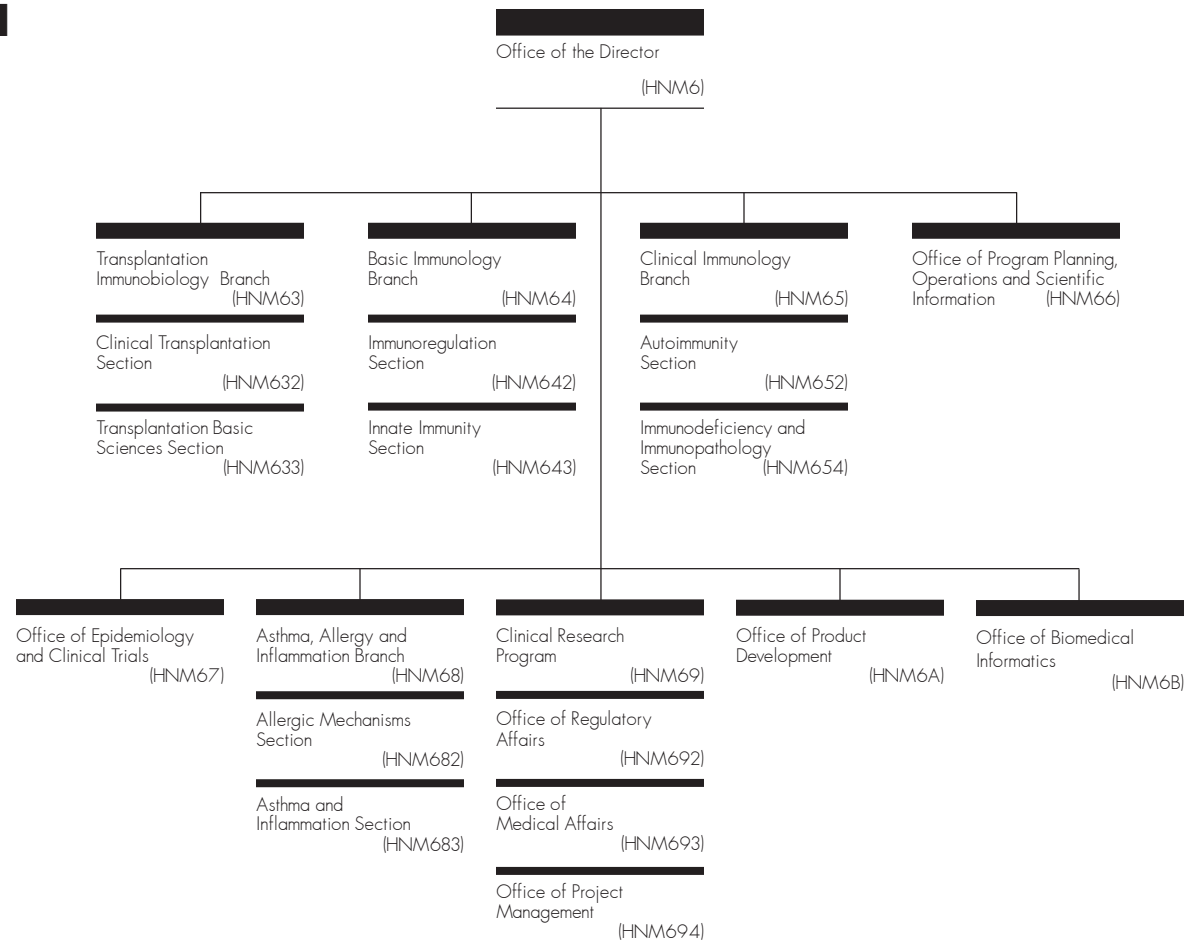 Office of the Director
(HNM6)
Transplantation
Immunobiology Branch
(HNM63)
Clinical Transplantation
Section
(HNM632)
Transplantation Basic
Sciences Section
(HNM633)
Basic Immunology
Branch
(HNM64)
Immunoregulation
Section
(HNM642)
Innate Immunity
Section
(HNM643)
Clinical Immunology
Branch
(HNM65)
Autoimmunity
Section
(HNM652)
Immunodeficiency and
Immunopathology
Section (HNM654)
Office of Program Planning,
Operations and Scientific
Information (HNM66)
Office of Epidemiology
and Clinical Trials
(HNM67)
Asthma, Allergy and
Inflammation Branch
(HNM68)
Allergic Mechanisms
Section
(HNM682)
Asthma and
Inflammation Section
(HNM683)
Clinical Research
Program
(HNM69)
Office of Regulatory
Affairs
(HNM692)
Office of
Medical Affairs
(HNM693)
Office of Project
Management
(HNM694)
Office of Product
Development
(HNM6A)
Office of Biomedical
Informatics
(HNM6B)